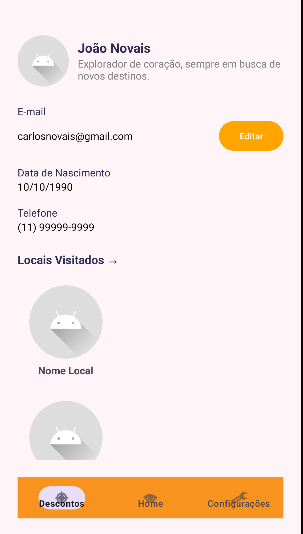 João Novais
Explorador de coração, sempre em busca de
novos destinos.
E-mail
carlosnovais@gmail.com
Editar
Data de Nascimento
10/10/1990
Telefone
(11) 99999-9999
Locais Visitados →
Nome Local
Descontos
Home
Configurações